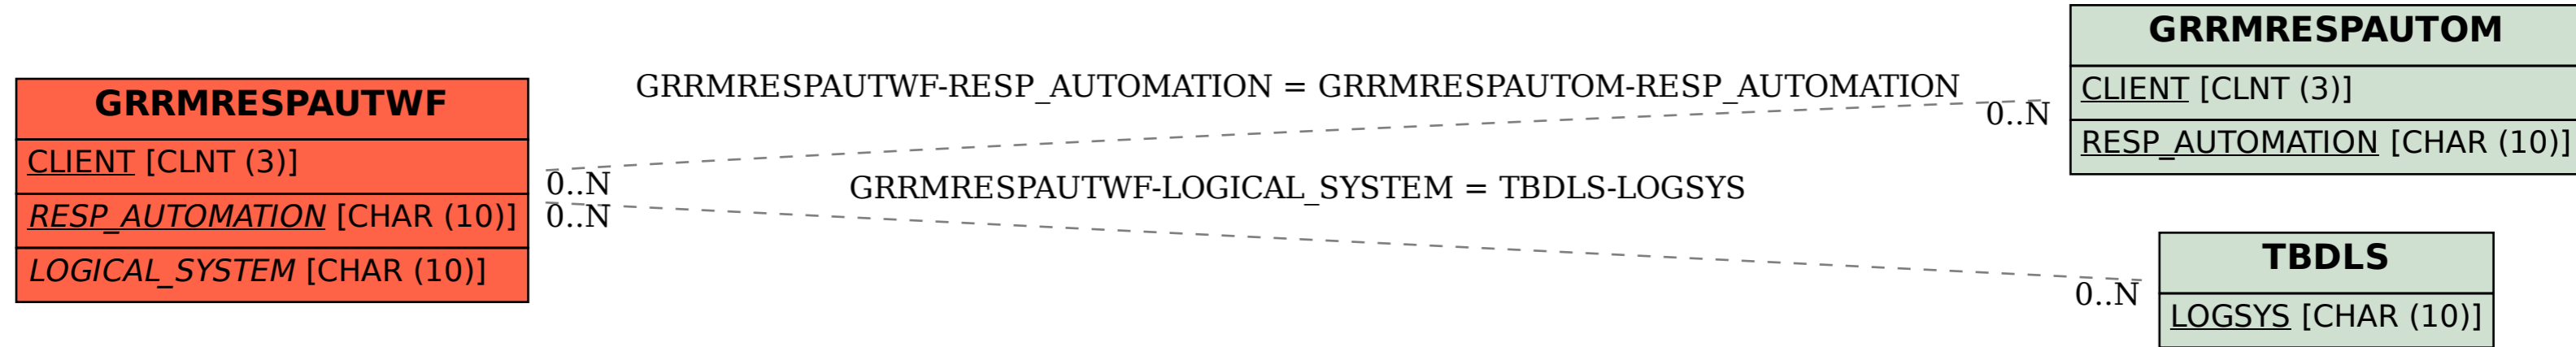 GRRMRESPAUTWF
CLIENT [CLNT (3)]
RESP_AUTOMATION [CHAR (10)]
LOGICAL_SYSTEM [CHAR (10)]
GRRMRESPAUTWF-RESP_AUTOMATION = GRRMRESPAUTOM-RESP_AUTOMATION
0..N
0..N
GRRMRESPAUTWF-LOGICAL_SYSTEM = TBDLS-LOGSYS
0..N
0..N
GRRMRESPAUTOM
CLIENT [CLNT (3)]
RESP_AUTOMATION [CHAR (10)]
TBDLS
LOGSYS [CHAR (10)]